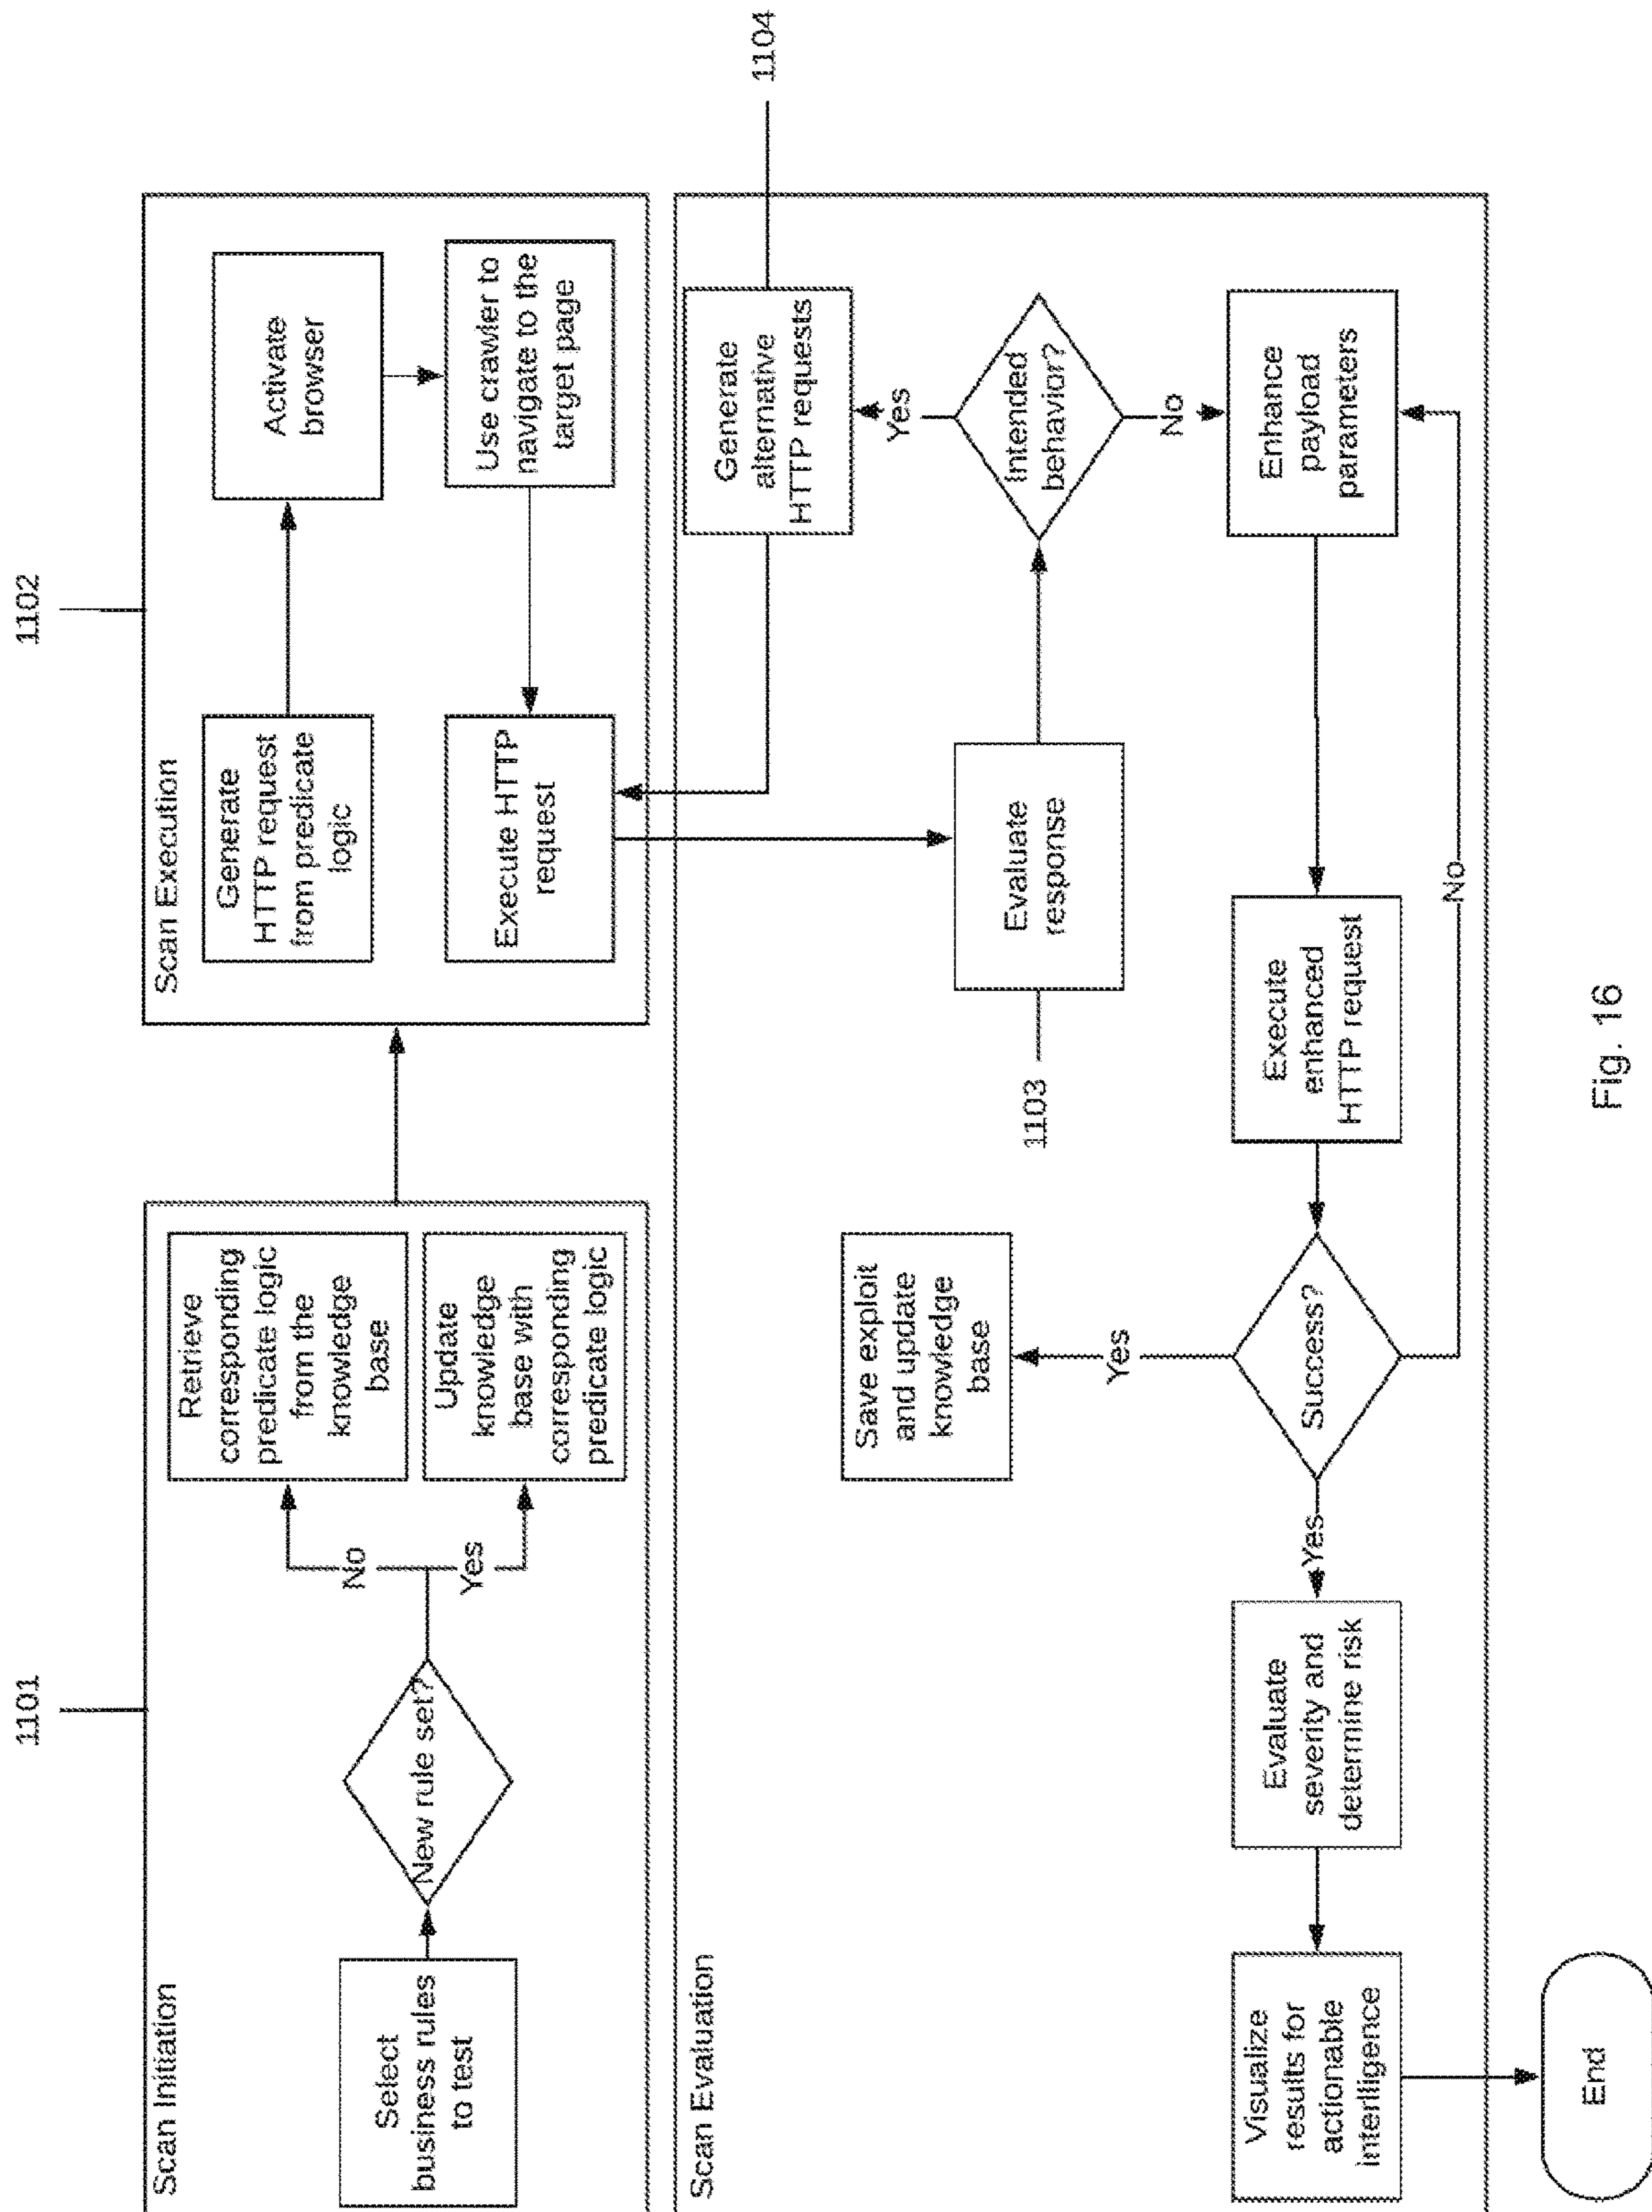 1101
1102
Scan Initiation
Select
business rules
to test
New rule set?
No
Yes
Retrieve
corresponding
predicate logic
from the
knowledge
base
Update
knowledge
base with
corresponding
predicate logic
Scan Execution
Generate
HTTP request
from predicate
logic
Activate
browser
Execute HTTP
request
Use crawler to
navigate to the
target page
1104
Scan Evaluation
Generate
alternative
HTTP requests
Yes
Save exploit
and update
knowledge
base
1103
Evaluate
response
Intended
behavior?
Yes
No
Visualize
results for
actionable
intelligence
Evaluate
severity and
determine risk
Yes
Success?
Execute
enhanced
HTTP request
Enhance
payload
parameters
No
End
Fig. 16